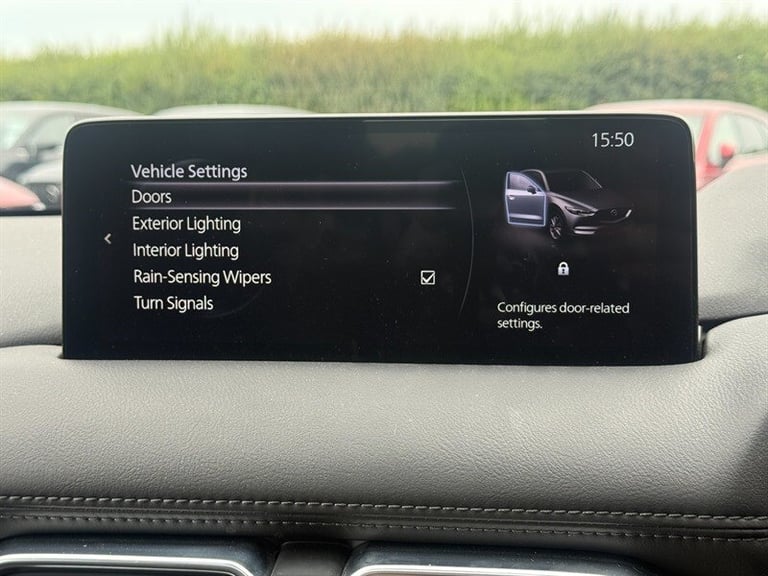 15:50
Vehicle Settings
Doors
Exterior Lighting
Interior Lighting
Rain-Sensing Wipers
Turn Signals
Configures door-related
settings.